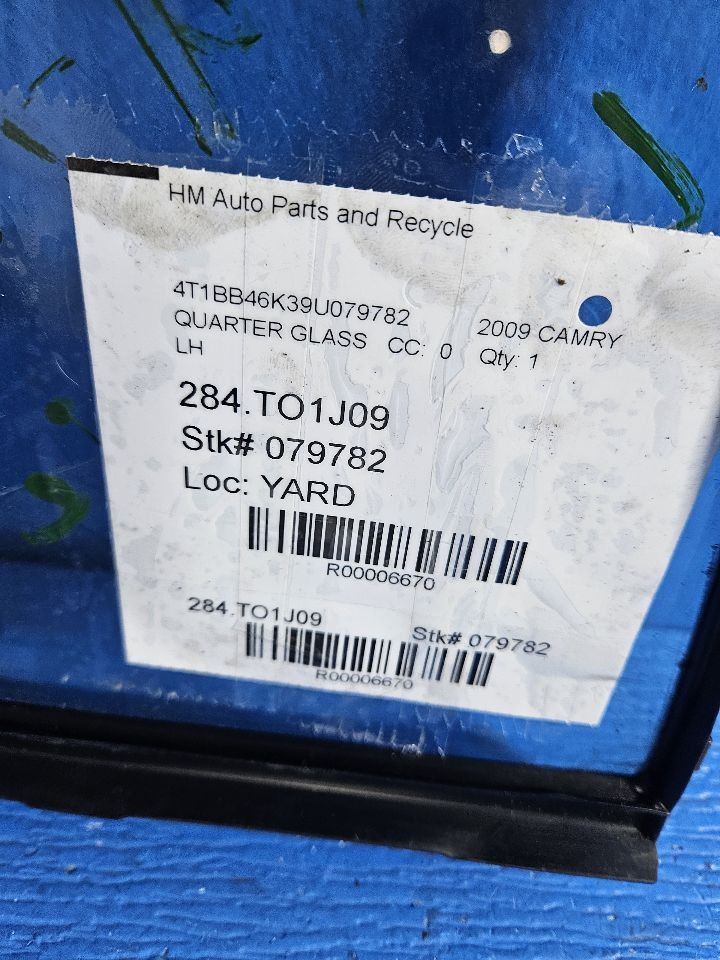 HM Auto Parts and Recycle
4T1BB46K39U079782 2009 CAMRY
QUARTER GLASS CC: 0 Qty: 1
LH
284.TO1J09
Stk# 079782
Loc: YARD
R00006670
284.TO1J09 Stk# 079782
R00006670